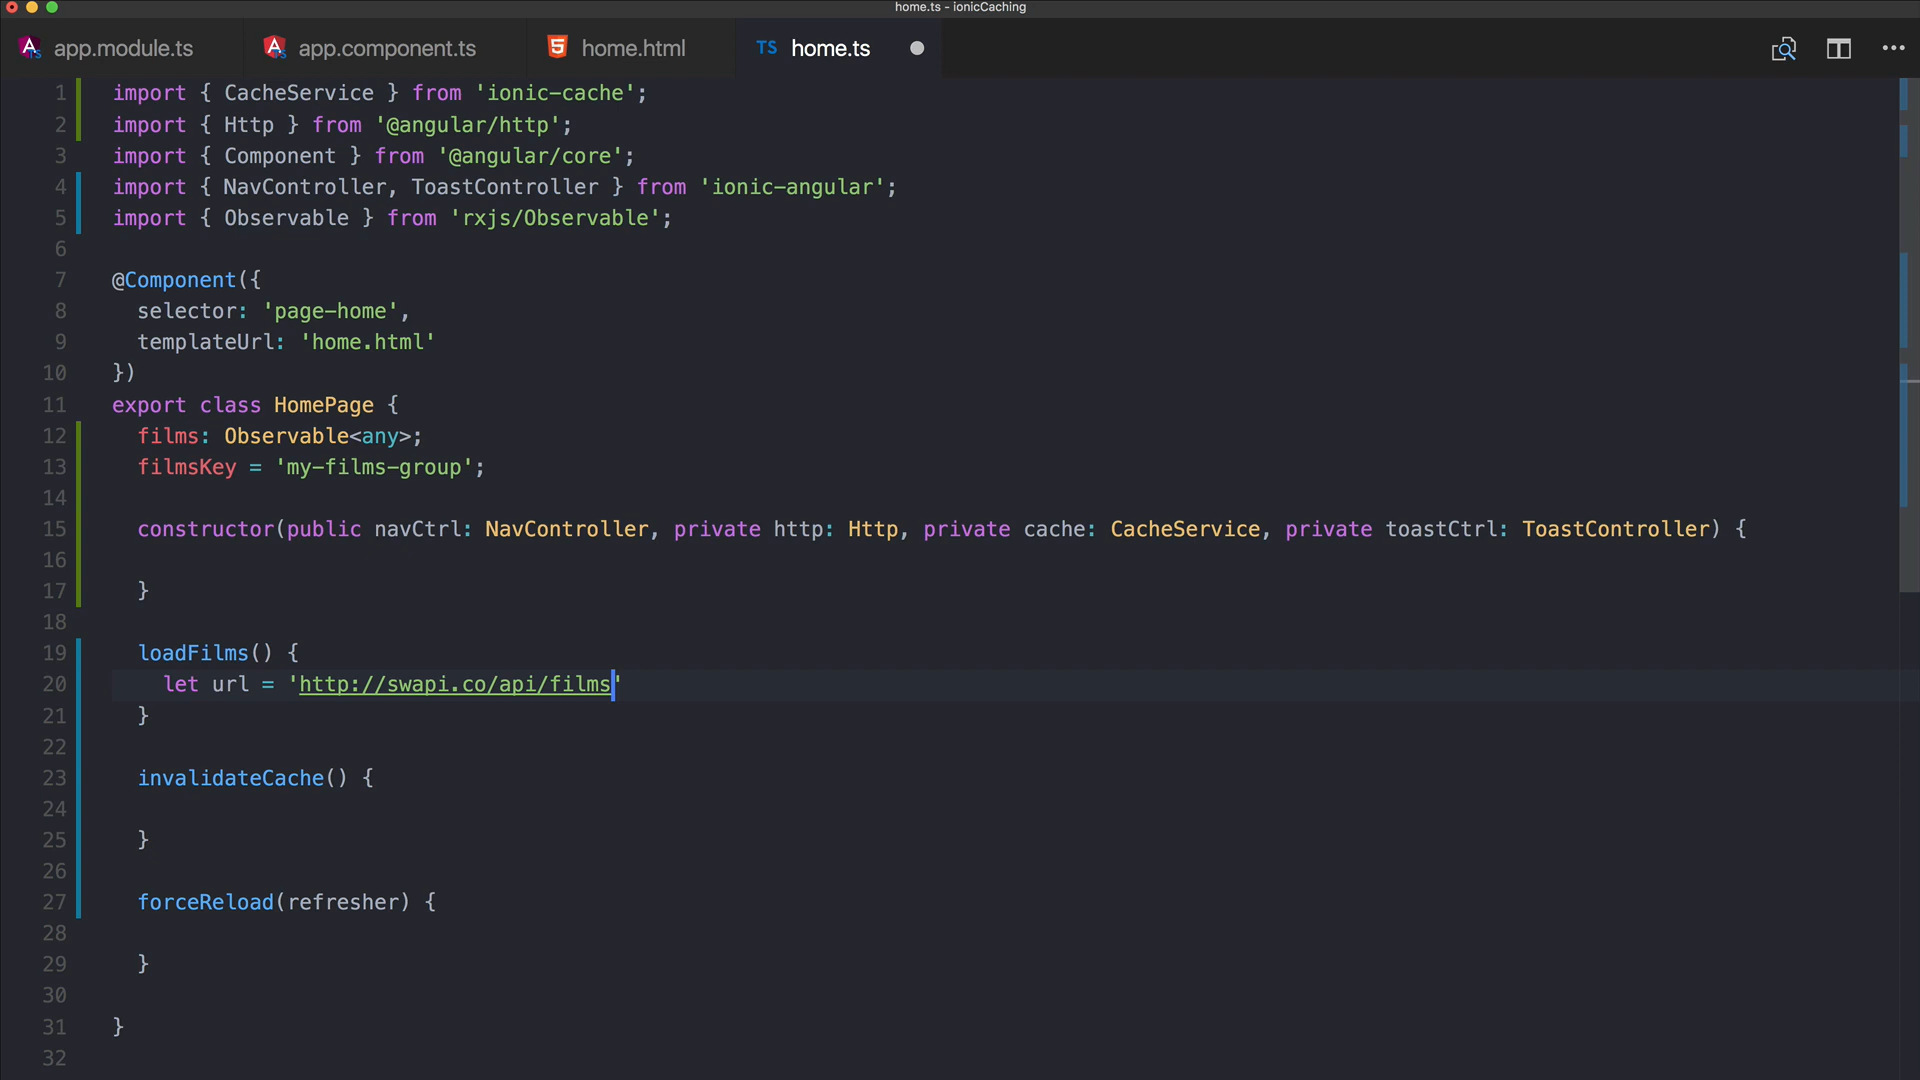 home.ts - ionicCaching
app.module.ts app.component.ts home.html TS home.ts
1 import { CacheService } from 'ionic-cache';
2 import { Http } from '@angular/http';
3 import { Component } from '@angular/core';
4 import { NavController, ToastController } from 'ionic-angular';
5 import { Observable } from 'rxjs/Observable';
6
7 @Component({
8 selector: 'page-home',
9 templateUrl: 'home.html'
10 })
11 export class HomePage {
12 films: Observable<any>;
13 filmsKey = 'my-films-group';
14
15 constructor(public navCtrl: NavController, private http: Http, private cache: CacheService, private toastCtrl: ToastController) {
16
17 }
18
19 loadFilms() {
20 let url = 'http://swapi.co/api/films'
21 }
22
23 invalidateCache() {
24
25 }
26
27 forceReload(refresher) {
28
29 }
30
31 }
32